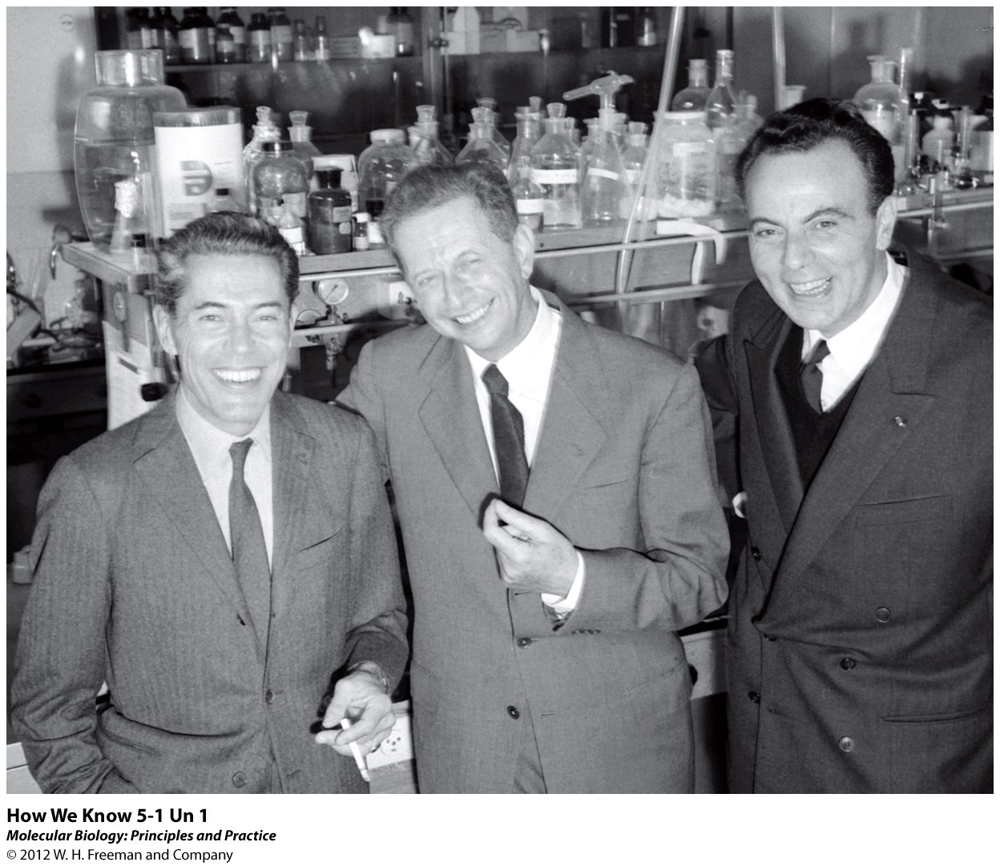 How We Know 5-1 Un 1
Molecular Biology: Principles and Practice
© 2012 W. H. Freeman and Company